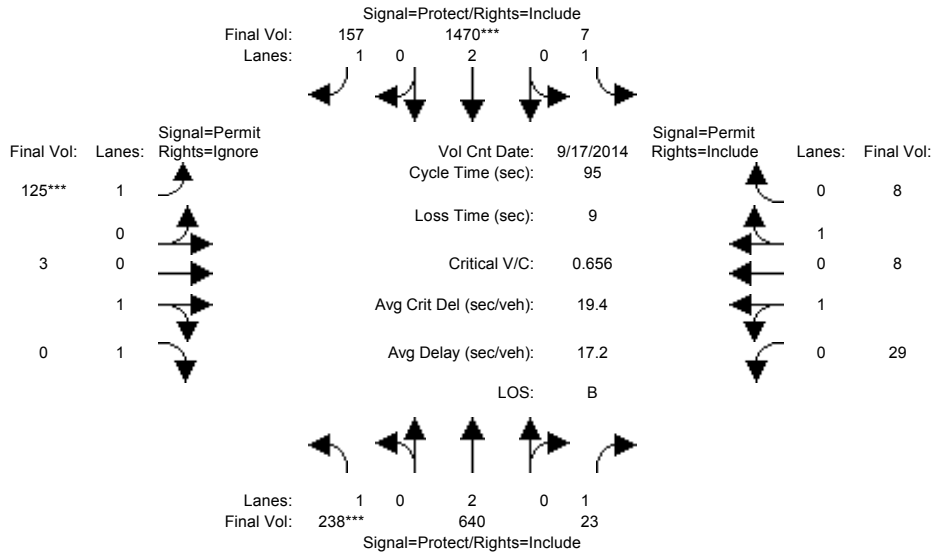 Signal=Protect/Rights=Include
Final Vol: 157 1470*** 7
Lanes: 1 0 2 0 1
Signal=Permit Signal=Permit
Final Vol: Lanes: Rights=Ignore Vol Cnt Date: 9/17/2014 Rights=Include Lanes: Final Vol:
Cycle Time (sec): 95
125*** 1 0 8
Loss Time (sec): 9
0 1
3 0 Critical V/C: 0.656 0 8
1 Avg Crit Del (sec/veh): 19.4 1
0 1 Avg Delay (sec/veh): 17.2 0 29
LOS: B
Lanes: 1 0 2 0 1
Final Vol: 238*** 640 23
Signal=Protect/Rights=Include